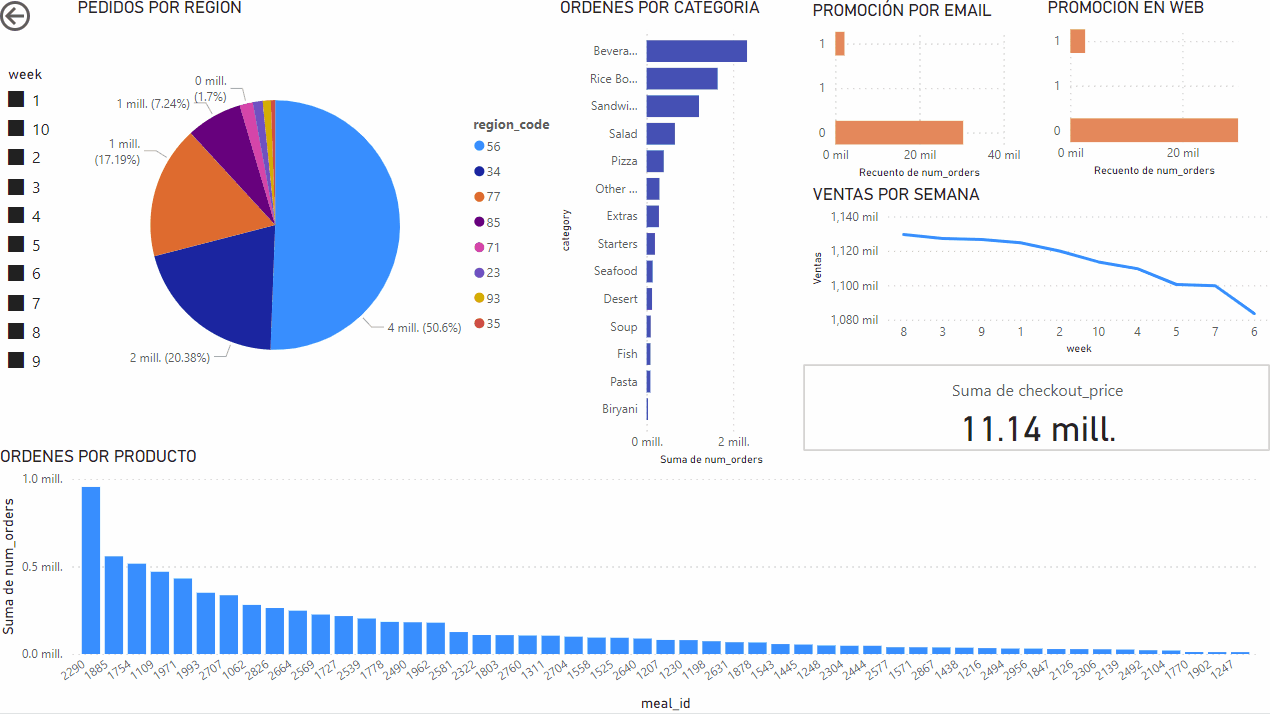 PEDIDOS POR REGION
week
1
10
2
3
4
5
6
7
8
9
0 mill.
(1.7%)
1 mill. (7.24%)
1 mill.
(17.19%)
2 mill. (20.38%)
4 mill. (50.6%)
region_code
56
34
77
85
71
23
93
35
ORDENES POR CATEGORIA
category
Bevera...
Rice Bo...
Sandwi...
Salad
Pizza
Other ...
Extras
Starters
Seafood
Desert
Soup
Fish
Pasta
Biryani
0 mill. 2 mill.
Suma de num_orders
PROMOCIÓN POR EMAIL
1
1
0
0 mil 20 mil 40 mil
Recuento de num_orders
PROMOCION EN WEB
1
1
0
0 mil 20 mil
Recuento de num_orders
VENTAS POR SEMANA
Ventas
1,140 mil
1,120 mil
1,100 mil
1,080 mil
8 3 9 1 2 10 4 5 7 6
week
Suma de checkout_price
11.14 mill.
ORDENES POR PRODUCTO
Suma de num_orders
1.0 mill.
0.5 mill.
0.0 mill.
2290 1885 1754 1109 1971 1993 2707 1062 2826 2664 2569 1727 2539 1778 2490 1962 2581 2322 1803 2760 1311 2704 1558 1525 2640 1207 1230 1198 2631 1878 1543 1445 1248 2304 2444 2577 1571 2867 1438 1216 2494 2956 1847 2126 2306 2139 2492 2104 1770 1902 1247
meal_id